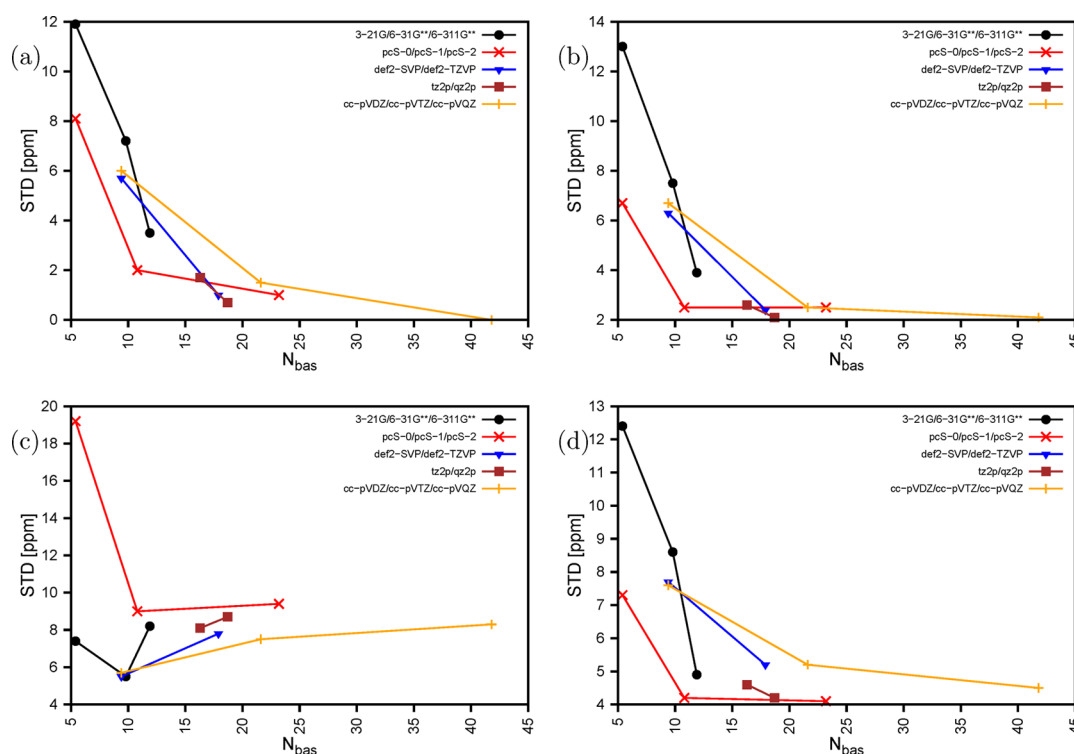 (a)
STD [ppm]
12
10
8
6
4
2
0
5
10
15
20
25
30
35
40
45
N_bas
3-21G/6-31G**/6-311G**
pcS-0/pcS-1/pcS-2
def2-SVP/def2-TZVP
tz2p/qz2p
cc-pVDZ/cc-pVTZ/cc-pVQZ
(b)
STD [ppm]
14
12
10
8
6
4
2
5
10
15
20
25
30
35
40
45
N_bas
3-21G/6-31G**/6-311G**
pcS-0/pcS-1/pcS-2
def2-SVP/def2-TZVP
tz2p/qz2p
cc-pVDZ/cc-pVTZ/cc-pVQZ
(c)
STD [ppm]
20
18
16
14
12
10
8
6
4
5
10
15
20
25
30
35
40
45
N_bas
3-21G/6-31G**/6-311G**
pcS-0/pcS-1/pcS-2
def2-SVP/def2-TZVP
tz2p/qz2p
cc-pVDZ/cc-pVTZ/cc-pVQZ
(d)
STD [ppm]
13
12
11
10
9
8
7
6
5
4
5
10
15
20
25
30
35
40
45
N_bas
3-21G/6-31G**/6-311G**
pcS-0/pcS-1/pcS-2
def2-SVP/def2-TZVP
tz2p/qz2p
cc-pVDZ/cc-pVTZ/cc-pVQZ